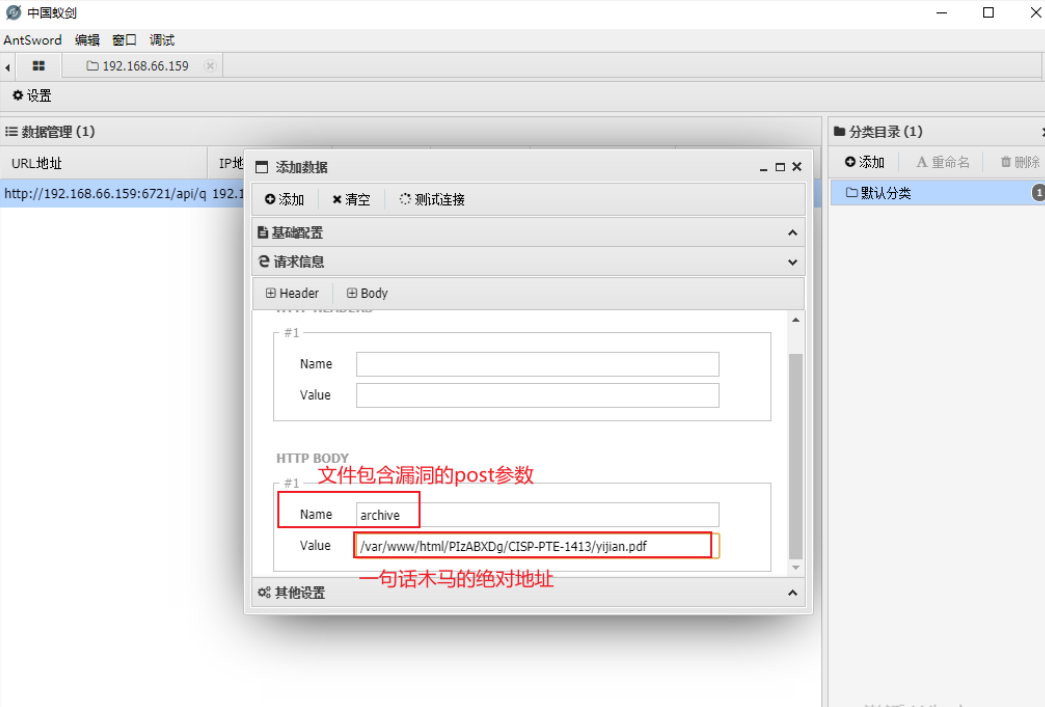 中国蚁剑
AntSword 编辑 窗口 调试
192.168.66.159
设置
数据管理 (1)
分类目录 (1)
URL地址
IP地
添加 重命名 删除
http://192.168.66.159:6721/api/q 192.1
默认分类
1
添加数据
添加 清空 测试连接
基础配置
请求信息
Header Body
HTTP HEADERS
#1
Name
Value
HTTP BODY
文件包含漏洞的post参数
#1
Name archive
Value /var/www/html/PIzABXDg/CISP-PTE-1413/yijian.pdf
一句话木马的绝对地址
其他设置